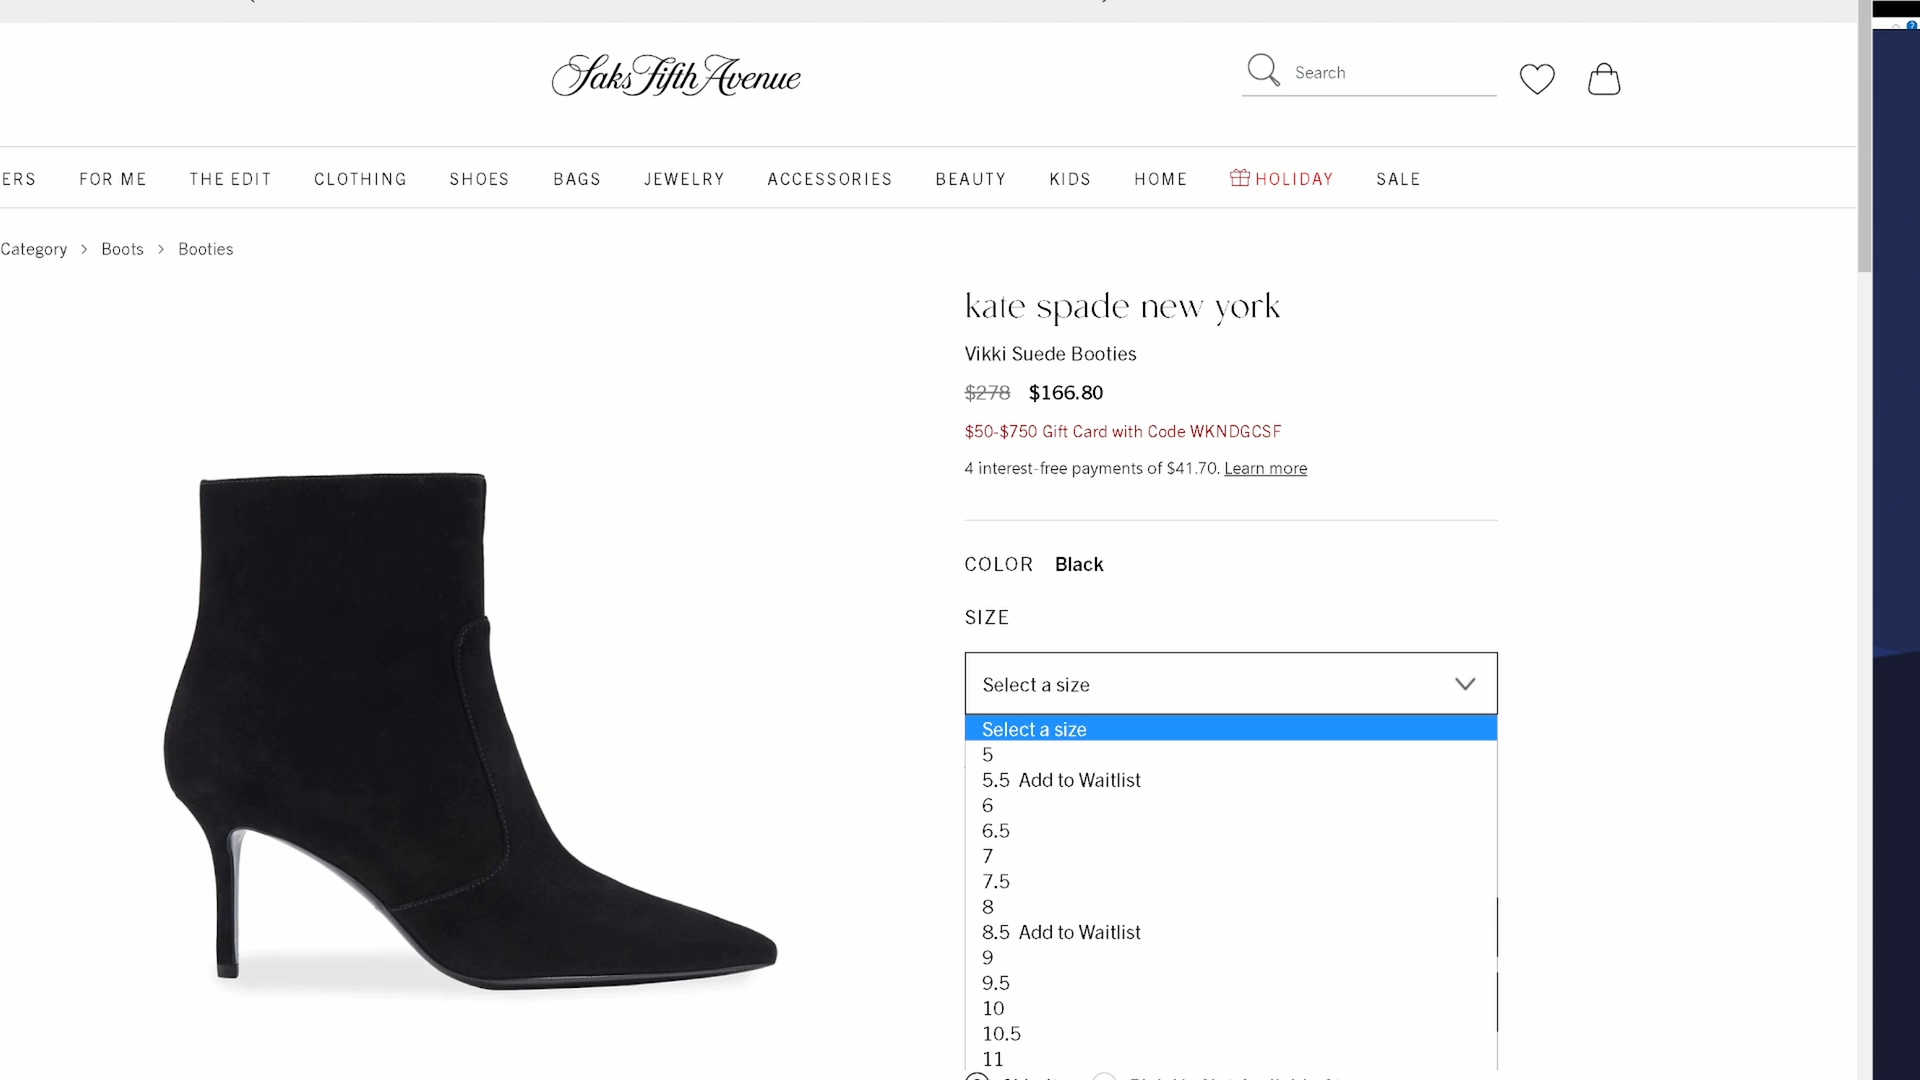 Saks Fifth Avenue
Search
ERS FOR ME THE EDIT CLOTHING SHOES BAGS JEWELRY ACCESSORIES BEAUTY KIDS HOME HOLIDAY SALE
Category > Boots > Booties
kate spade new york
Vikki Suede Booties
$278 $166.80
$50-$750 Gift Card with Code WKNDGCSF
4 interest-free payments of $41.70. Learn more
COLOR Black
SIZE
Select a size
Select a size
5
5.5 Add to Waitlist
6
6.5
7
7.5
8
8.5 Add to Waitlist
9
9.5
10
10.5
11